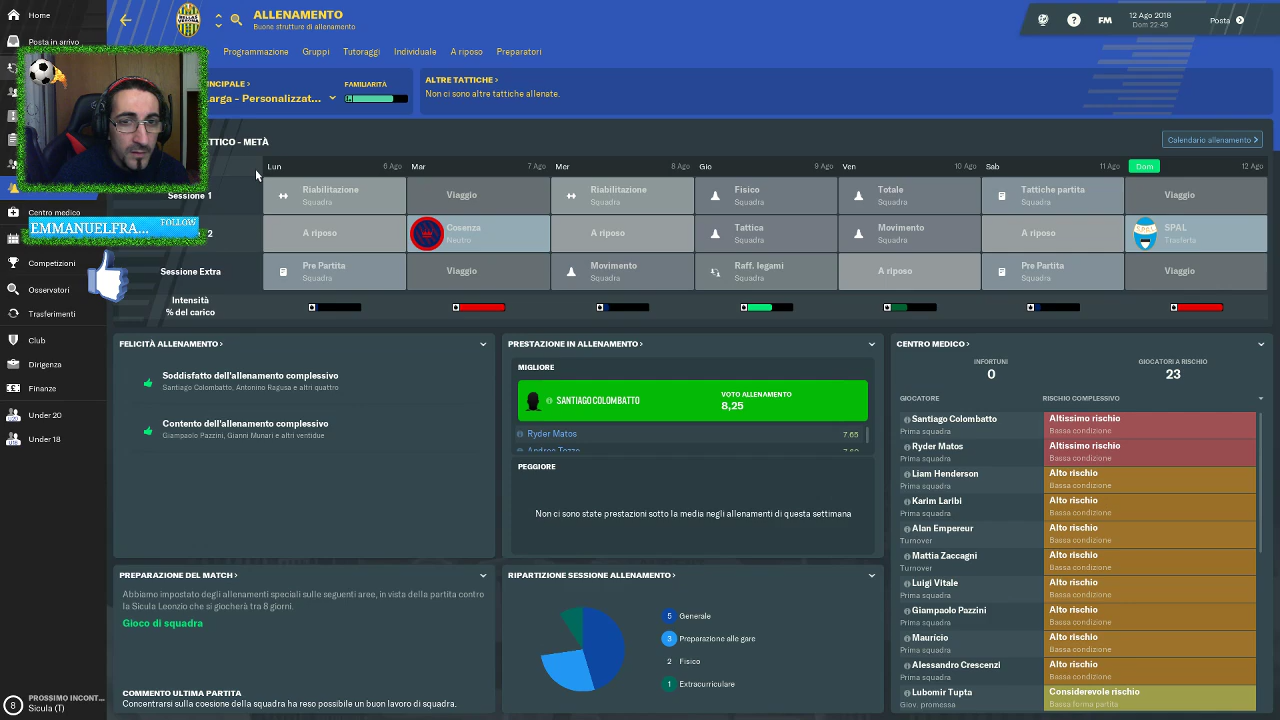 Home
ALLENAMENTO
Buone strutture di allenamento
FM
12 Ago 2018
Dom 22:45
Posta
Posta in arrivo
Programmazione
Gruppi
Tutoraggi
Individuale
A riposo
Preparatori
INCIPALE >
FAMILIARITÀ
arga - Personalizzat...
ALTRE TATTICHE >
Non ci sono altre tattiche allenate.
ATTICO - METÀ
Calendario allenamento >
Lun 6 Ago
Mar 7 Ago
Mer 8 Ago
Gio 9 Ago
Ven 10 Ago
Sab 11 Ago
Dom 12 Ago
Sessione 1
Riabilitazione
Squadra
Viaggio
Riabilitazione
Squadra
Fisico
Squadra
Totale
Squadra
Tattiche partita
Squadra
Viaggio
Centro medico
EMMANUELFRA...
FOLLOW
2
A riposo
Cosenza
Neutro
A riposo
Tattica
Squadra
Movimento
Squadra
A riposo
SPAL
SPAL
Trasferta
Competizioni
Sessione Extra
Pre Partita
Squadra
Viaggio
Movimento
Squadra
Raff. legami
Squadra
A riposo
Pre Partita
Squadra
Viaggio
Osservatori
Intensità
% del carico
Trasferimenti
Club
Dirigenza
Finanze
Under 20
Under 18
FELICITÀ ALLENAMENTO >
Soddisfatto dell'allenamento complessivo
Santiago Colombatto, Antonino Ragusa e altri quattro
Contento dell'allenamento complessivo
Giampaolo Pazzini, Gianni Munari e altri ventidue
PRESTAZIONE IN ALLENAMENTO >
MIGLIORE
SANTIAGO COLOMBATTO
VOTO ALLENAMENTO
8,25
Ryder Matos 7,65
PEGGIORE
Non ci sono state prestazioni sotto la media negli allenamenti di questa settimana
CENTRO MEDICO >
INFORTUNI
0
GIOCATORI A RISCHIO
23
GIOCATORE
RISCHIO COMPLESSIVO
Santiago Colombatto
Prima squadra
Altissimo rischio
Bassa condizione
Ryder Matos
Prima squadra
Altissimo rischio
Bassa condizione
Liam Henderson
Prima squadra
Alto rischio
Bassa condizione
Karim Laribi
Prima squadra
Alto rischio
Bassa condizione
Alan Empereur
Turnover
Alto rischio
Bassa condizione
Mattia Zaccagni
Turnover
Alto rischio
Bassa condizione
Luigi Vitale
Prima squadra
Alto rischio
Bassa condizione
Giampaolo Pazzini
Prima squadra
Alto rischio
Bassa condizione
Maurício
Prima squadra
Alto rischio
Bassa condizione
Alessandro Crescenzi
Prima squadra
Alto rischio
Bassa condizione
Lubomir Tupta
Giov. promessa
Considerevole rischio
Bassa forma partita
PREPARAZIONE DEL MATCH >
Abbiamo impostato degli allenamenti speciali sulle seguenti aree, in vista della partita contro
la Sicula Leonzio che si giocherà tra 8 giorni.
Gioco di squadra
COMMENTO ULTIMA PARTITA
Concentrarsi sulla coesione della squadra ha reso possibile un buon lavoro di squadra.
RIPARTIZIONE SESSIONE ALLENAMENTO >
5 Generale
3 Preparazione alle gare
2 Fisico
1 Extracurriculare
PROSSIMO INCONT...
8
Sicula (T)